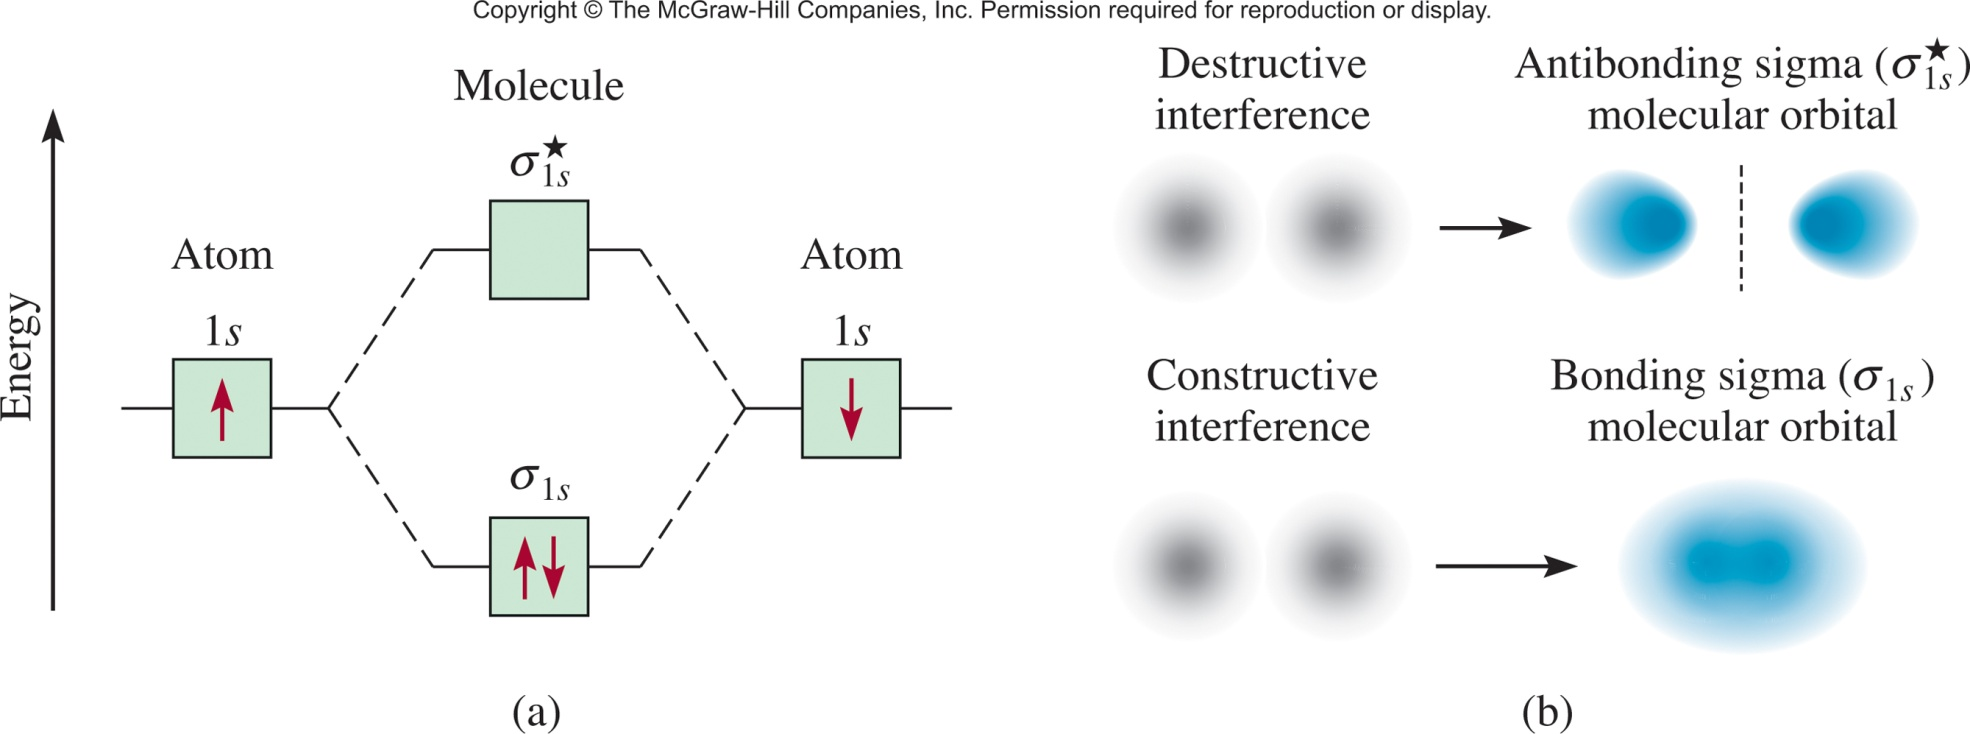 Copyright © The McGraw-Hill Companies, Inc. Permission required for reproduction or display.
Energy
Molecule
σ★1s
Atom
1s
Atom
1s
σ1s
(a)
Destructive
interference
Antibonding sigma (σ★1s)
molecular orbital
Constructive
interference
Bonding sigma (σ1s)
molecular orbital
(b)